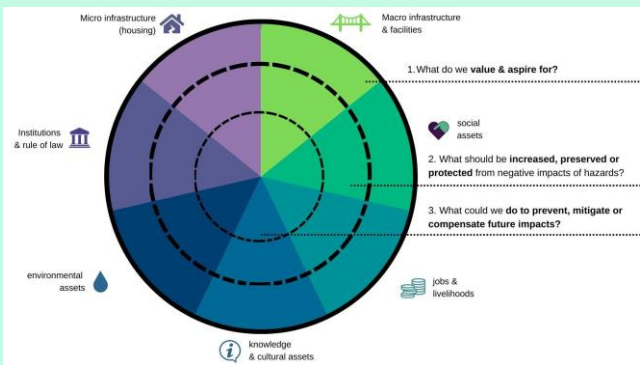 Micro infrastructure
(housing)
Macro infrastructure
& facilities
1. What do we value & aspire for?
social
assets
Institutions
& rule of law
2. What should be increased, preserved or
protected from negative impacts of hazards?
3. What could we do to prevent, mitigate or
compensate future impacts?
environmental
assets
jobs &
livelihoods
knowledge
& cultural assets